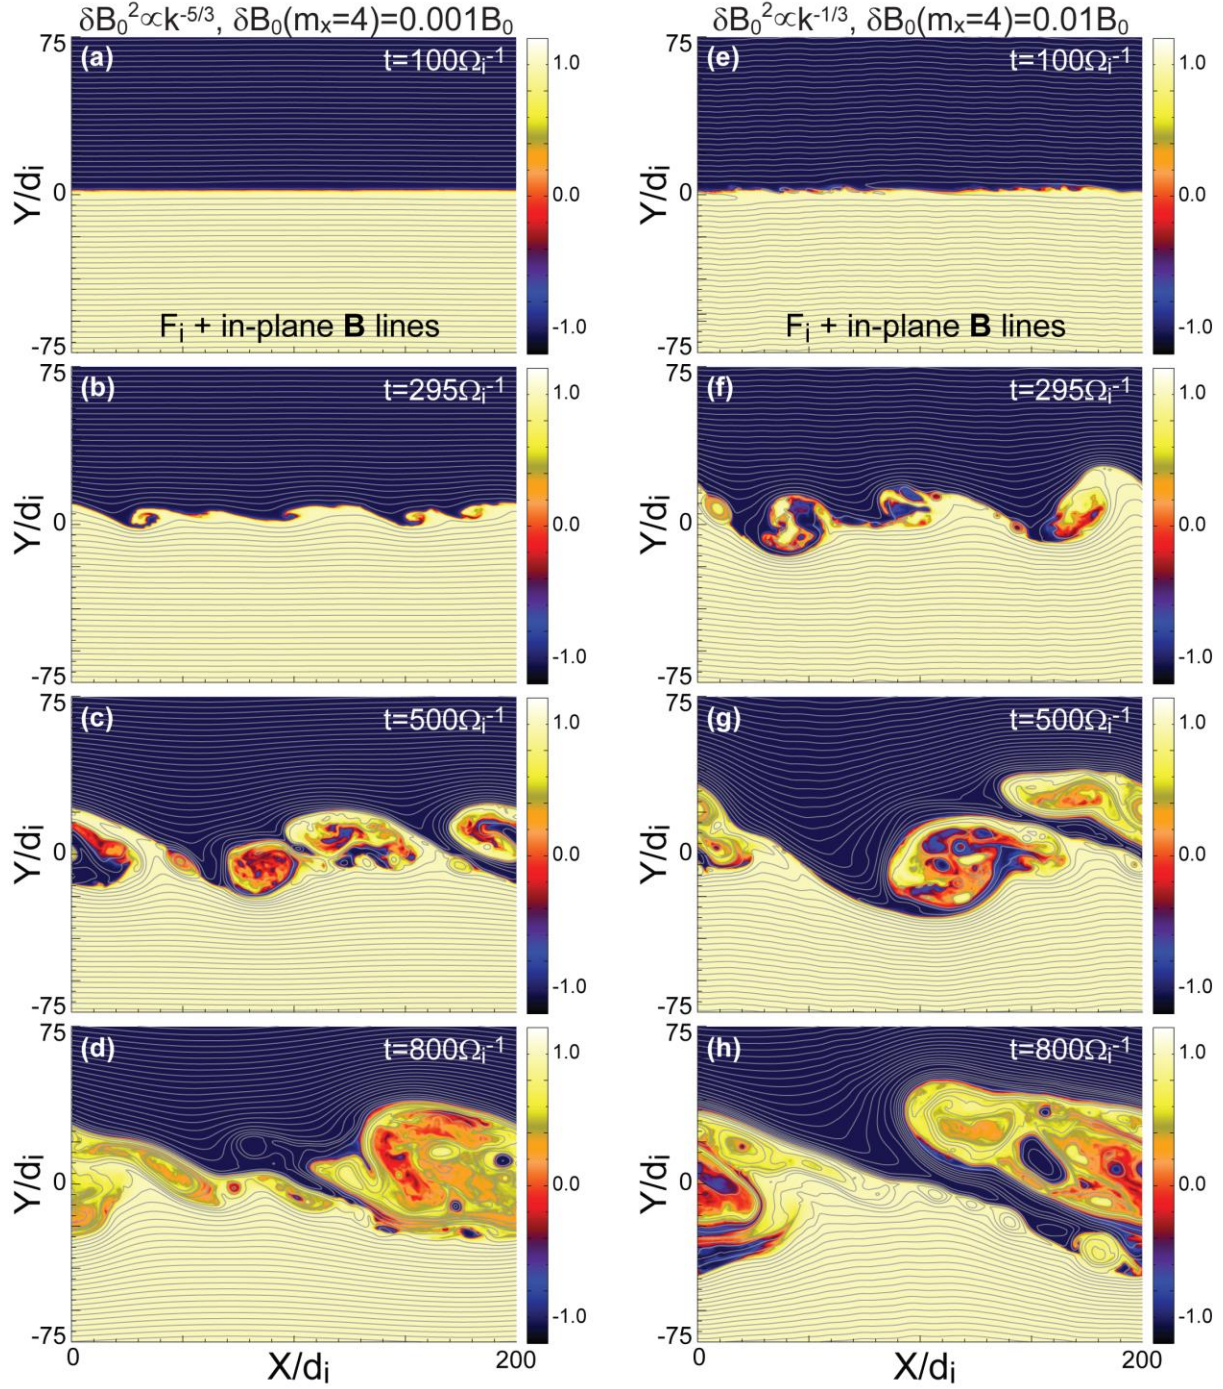 δB₀²∝k⁻⁵ᐟ³, δB₀(mₓ=4)=0.001B₀
75
(a)
t=100Ωᵢ⁻¹
1.0
Y/dᵢ
0
0.0
Fᵢ + in-plane B lines
-1.0
-75
75
(b)
t=295Ωᵢ⁻¹
1.0
Y/dᵢ
0
0.0
-1.0
-75
75
(c)
t=500Ωᵢ⁻¹
1.0
Y/dᵢ
0
0.0
-1.0
-75
75
(d)
t=800Ωᵢ⁻¹
1.0
Y/dᵢ
0
0.0
-1.0
-75
0
X/dᵢ
200
δB₀²∝k⁻¹ᐟ³, δB₀(mₓ=4)=0.01B₀
75
(e)
t=100Ωᵢ⁻¹
1.0
Y/dᵢ
0
0.0
Fᵢ + in-plane B lines
-1.0
-75
75
(f)
t=295Ωᵢ⁻¹
1.0
Y/dᵢ
0
0.0
-1.0
-75
75
(g)
t=500Ωᵢ⁻¹
1.0
Y/dᵢ
0
0.0
-1.0
-75
75
(h)
t=800Ωᵢ⁻¹
1.0
Y/dᵢ
0
0.0
-1.0
-75
0
X/dᵢ
200